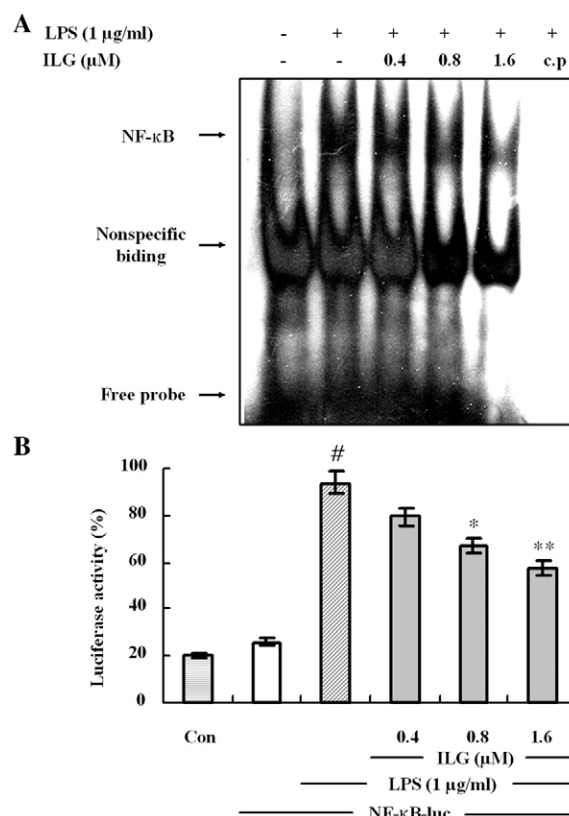 A
LPS (1 μg/ml) - + + + + +
ILG (μM) - - 0.4 0.8 1.6 c.p
NF-κB
Nonspecific
biding
Free probe
B
Luciferase activity (%)
100
80
60
40
20
0
#
*
**
Con 0.4 0.8 1.6
ILG (μM)
LPS (1 μg/ml)
NF-κB-luc